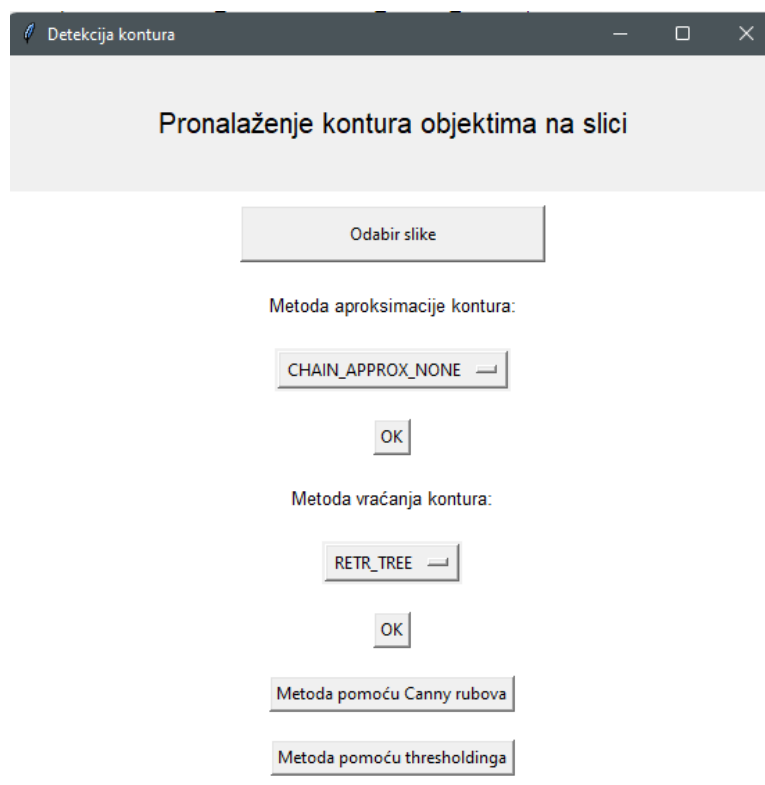 Detekcija kontura
Pronalaženje kontura objektima na slici
Odabir slike
Metoda aproksimacije kontura:
CHAIN_APPROX_NONE
OK
Metoda vraćanja kontura:
RETR_TREE
OK
Metoda pomoću Canny rubova
Metoda pomoću thresholdinga